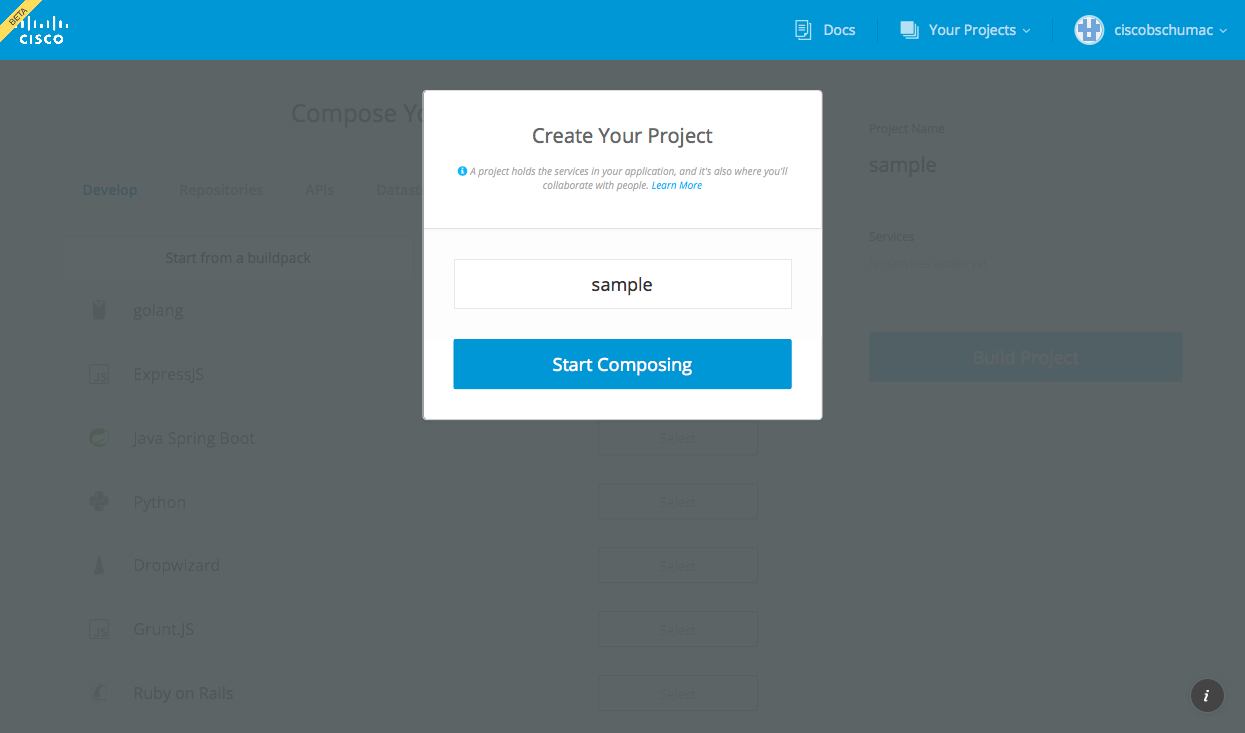 BETA
CISCO
Docs
Your Projects
ciscobschumac
Compose Yo
Create Your Project
A project holds the services in your application, and it's also where you'll
collaborate with people. Learn More
sample
Start Composing
Develop
Repositories
APIs
Datast
Start from a buildpack
golang
JS
ExpressJS
Java Spring Boot
Select
Python
Select
Dropwizard
Select
JS
Grunt.JS
Select
Ruby on Rails
Select
Project Name
sample
Services
Build Project
i